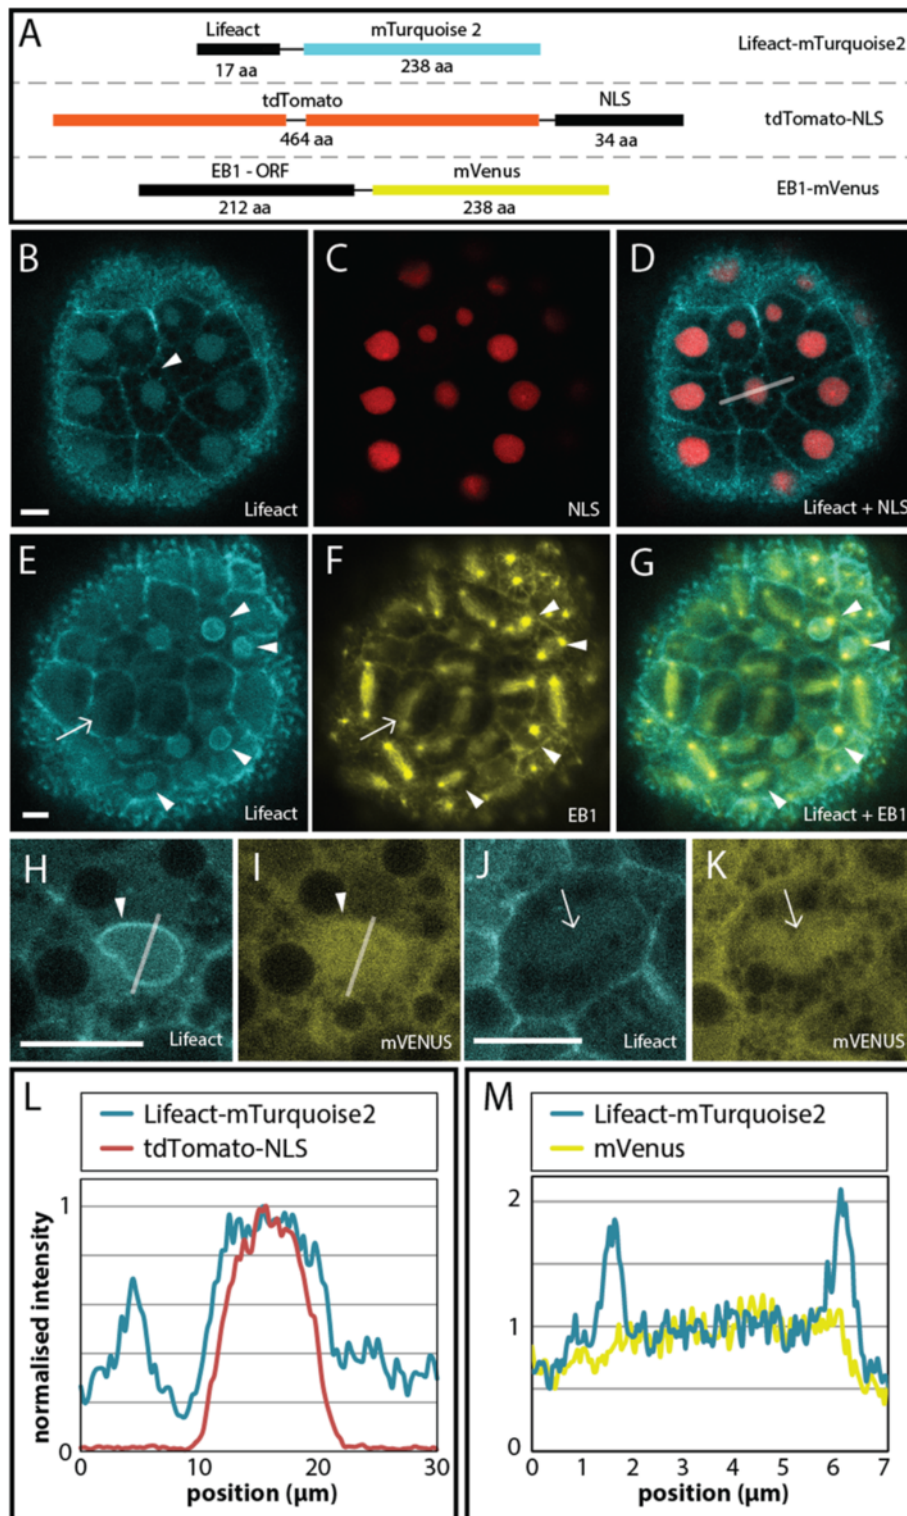 A
Lifeact
mTurquoise 2
Lifeact-mTurquoise2
17 aa
238 aa
tdTomato
NLS
tdTomato-NLS
464 aa
34 aa
EB1 - ORF
mVenus
EB1-mVenus
212 aa
238 aa
B
Lifeact
C
NLS
D
Lifeact + NLS
E
Lifeact
F
EB1
G
Lifeact + EB1
H
Lifeact
I
mVENUS
J
Lifeact
K
mVENUS
L
Lifeact-mTurquoise2
tdTomato-NLS
normalised intensity
1
0
0 10 20 30
position (µm)
M
Lifeact-mTurquoise2
mVenus
2
1
0
0 1 2 3 4 5 6 7
position (µm)